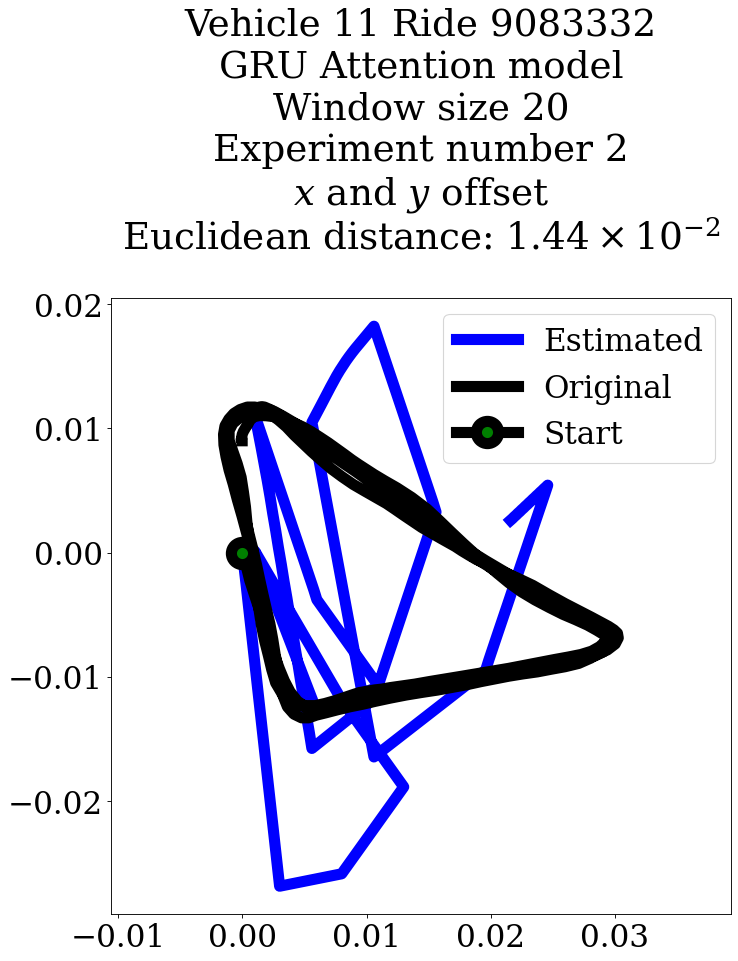 Vehicle 11 Ride 9083332
GRU Attention model
Window size 20
Experiment number 2
x and y offset
Euclidean distance: 1.44 × 10⁻²
0.02
0.01
0.00
−0.01
−0.02
Estimated
Original
Start
−0.01 0.00 0.01 0.02 0.03